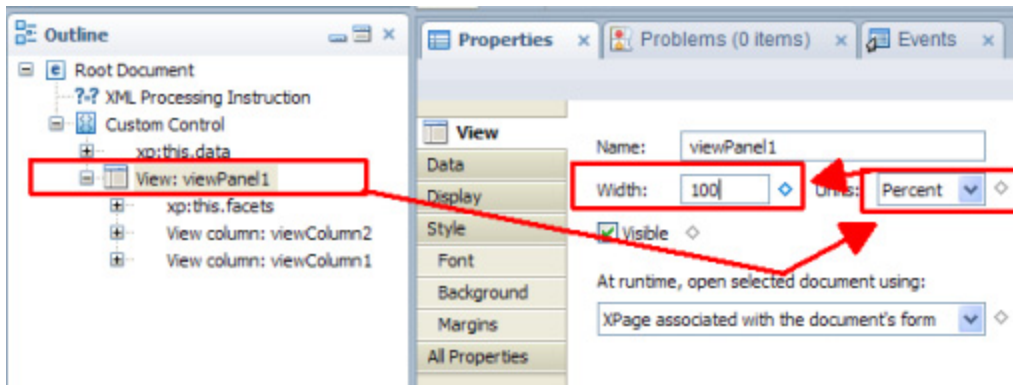 Outline
Root Document
?=? XML Processing Instruction
Custom Control
xp:this.data
View: viewPanel1
xp:this.facets
View column: viewColumn2
View column: viewColumn1
Properties
Problems (0 items)
Events
View
Data
Display
Style
Font
Background
Margins
All Properties
Name: viewPanel1
Width: 100 Units: Percent
Visible
At runtime, open selected document using:
XPage associated with the document's form